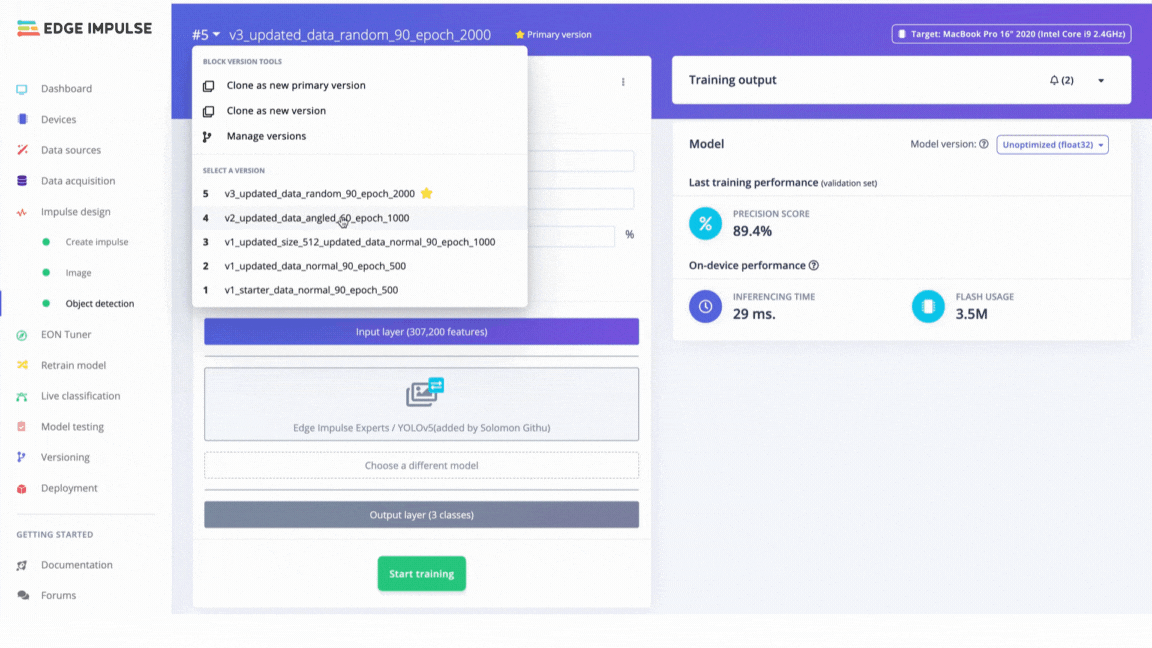 EDGE IMPULSE
Dashboard
Devices
Data sources
Data acquisition
Impulse design
Create impulse
Image
Object detection
EON Tuner
Retrain model
Live classification
Model testing
Versioning
Deployment
GETTING STARTED
Documentation
Forums
#5 v3_updated_data_random_90_epoch_2000 Primary version
Target: MacBook Pro 16" 2020 (Intel Core i9 2.4GHz)
BLOCK VERSION TOOLS
Clone as new primary version
Clone as new version
Manage versions
SELECT A VERSION
5 v3_updated_data_random_90_epoch_2000
4 v2_updated_data_angled_60_epoch_1000
3 v1_updated_size_512_updated_data_normal_90_epoch_1000
2 v1_updated_data_normal_90_epoch_500
1 v1_starter_data_normal_90_epoch_500
%
Input layer (307,200 features)
Edge Impulse Experts / YOLOv5(added by Solomon Githu)
Choose a different model
Output layer (3 classes)
Start training
Training output (2)
Model Model version: Unoptimized (float32)
Last training performance (validation set)
% PRECISION SCORE
89.4%
On-device performance
INFERENCING TIME
29 ms.
FLASH USAGE
3.5M